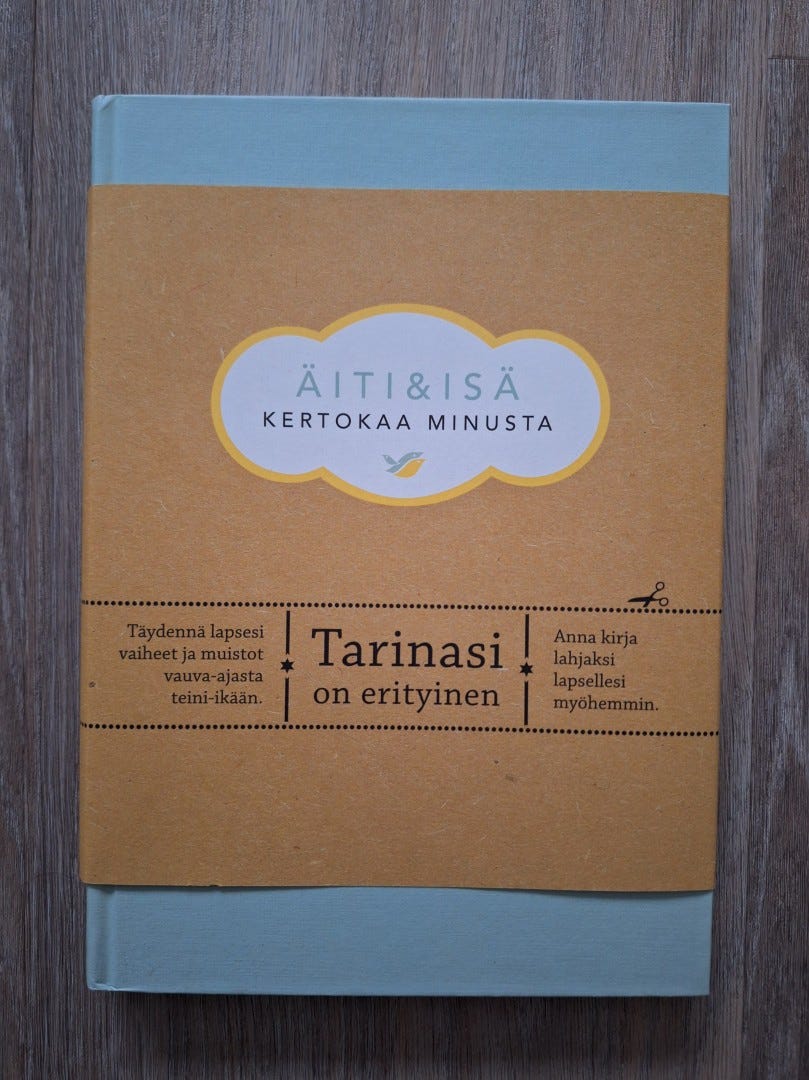 ÄITI&ISÄ
KERTOKAA MINUSTA
Täydennä lapsesi
vaiheet ja muistot
vauva-ajasta
teini-ikään.
Tarinasi
on erityinen
Anna kirja
lahjaksi
lapsellesi
myöhemmin.